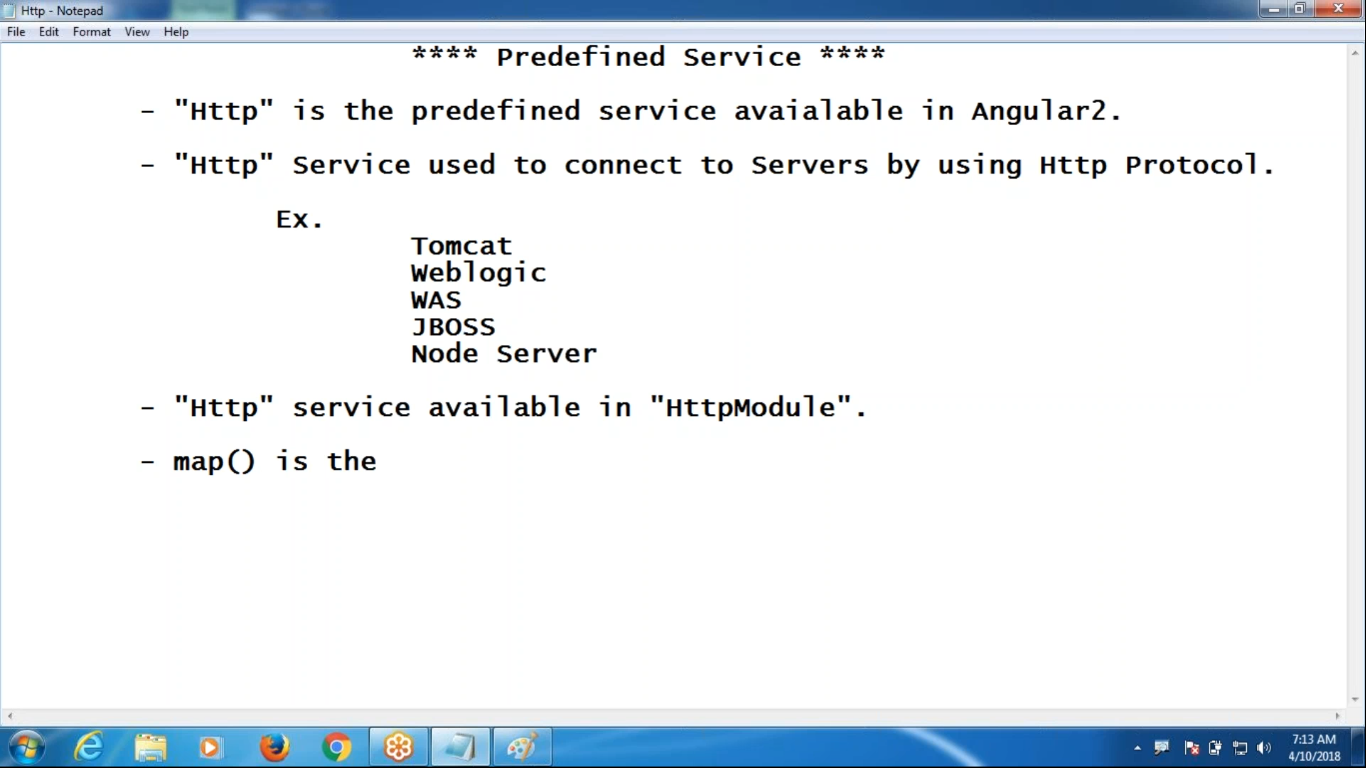 Http - Notepad
File Edit Format View Help
**** Predefined Service ****
- "Http" is the predefined service avaialable in Angular2.
- "Http" Service used to connect to Servers by using Http Protocol.
Ex.
Tomcat
Weblogic
WAS
JBOSS
Node Server
- "Http" service available in "HttpModule".
- map() is the
7:13 AM
4/10/2018